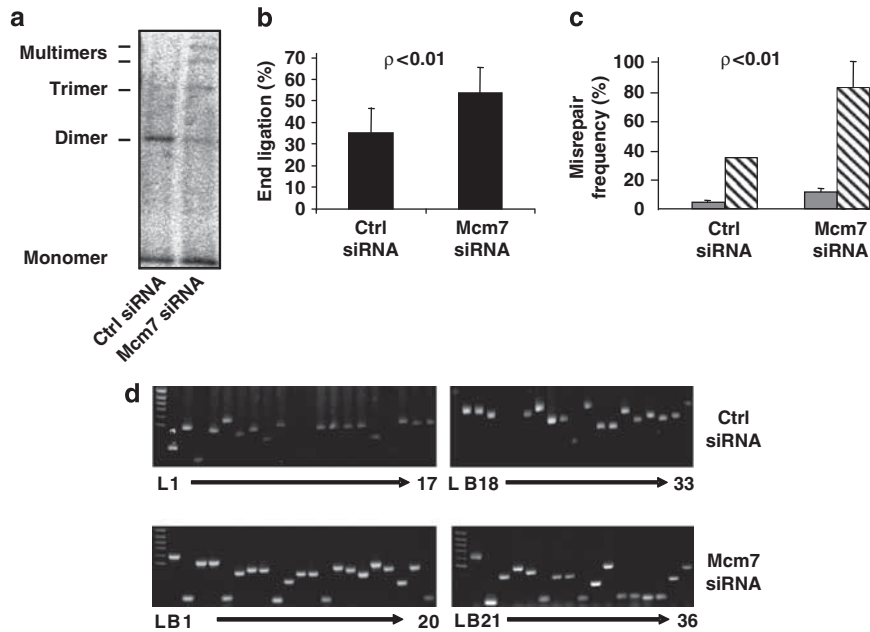 a
Multimers
Trimer
Dimer
Monomer
Ctrl siRNA
Mcm7 siRNA
b
End ligation (%)
70
60
50
40
30
20
10
0
ρ<0.01
Ctrl
siRNA
Mcm7
siRNA
c
Misrepair
frequency (%)
100
80
60
40
20
0
ρ<0.01
Ctrl
siRNA
Mcm7
siRNA
d
L1 17
L B18 33
Ctrl
siRNA
LB1 20
LB21 36
Mcm7
siRNA